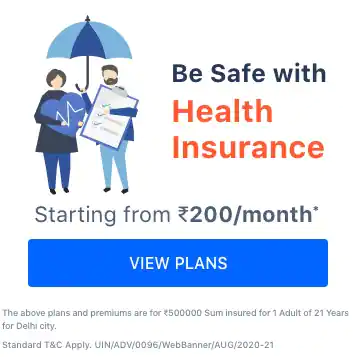 Be Safe with
Health
Insurance
Starting from ₹200/month*
VIEW PLANS
The above plans and premiums are for ₹500000 Sum insured for 1 Adult of 21 Years
for Delhi city.
Standard T&C Apply. UIN/ADV/0096/WebBanner/AUG/2020-21